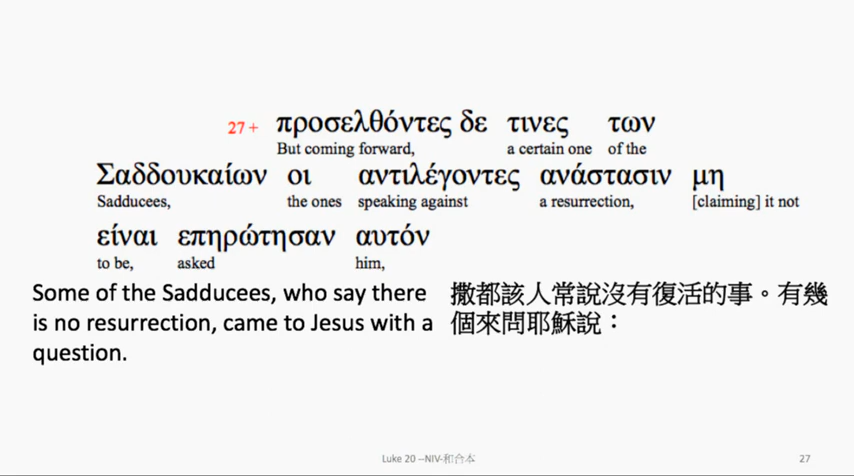 27 + προσελθόντες δε τινες των
But coming forward, a certain one of the
Σαδδουκαίων οι αντιλέγοντες ανάστασιν μη
Sadducees, the ones speaking against a resurrection, [claiming] it not
είναι επηρώτησαν αυτόν
to be, asked him,
Some of the Sadducees, who say there
is no resurrection, came to Jesus with a
question.
撒都該人常說沒有復活的事。有幾
個來問耶穌說：
Luke 20 –NIV-和合本
27